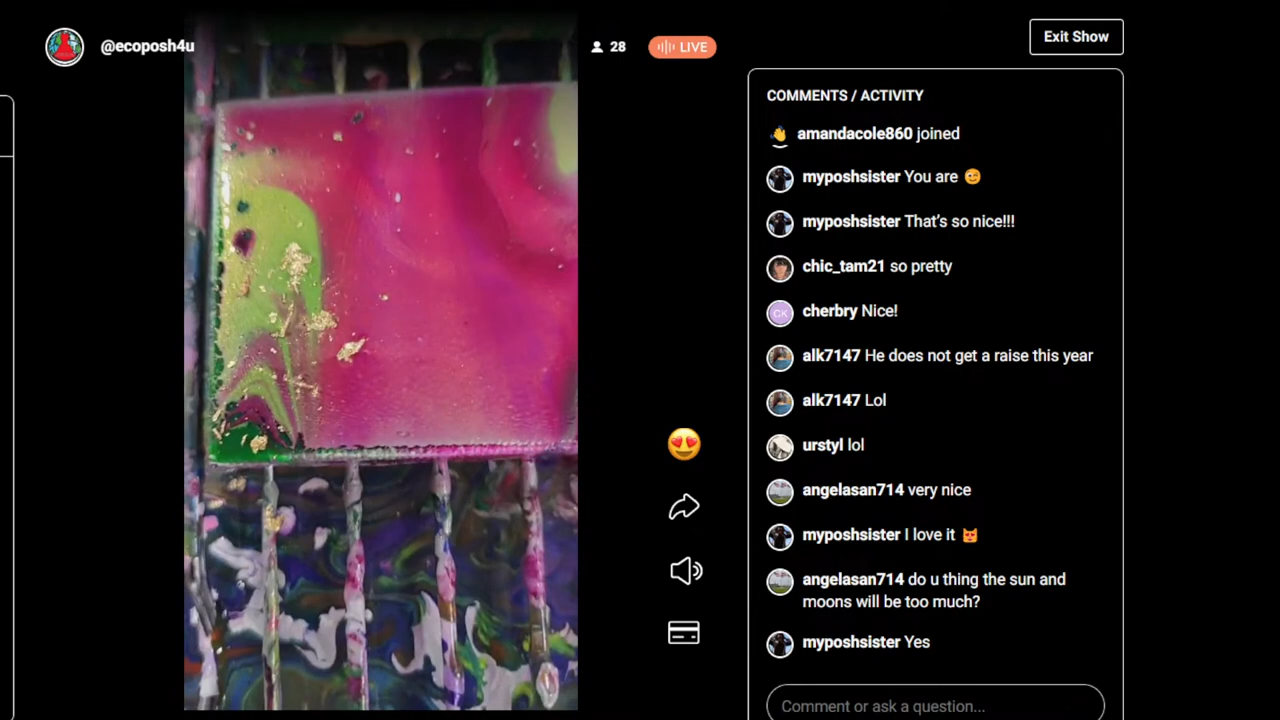 @ecoposh4u
28
LIVE
Exit Show
COMMENTS / ACTIVITY
amandacole860 joined
myposhsister You are 😉
myposhsister That's so nice!!!
chic_tam21 so pretty
CK
cherbry Nice!
alk7147 He does not get a raise this year
alk7147 Lol
urstyl lol
angelasan714 very nice
myposhsister I love it 😻
angelasan714 do u thing the sun and
moons will be too much?
myposhsister Yes
Comment or ask a question...